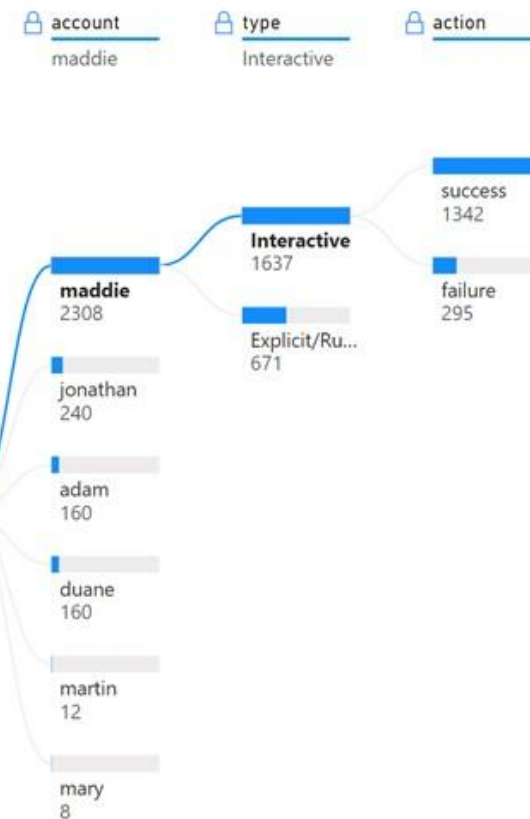 account
maddie
type
Interactive
action
maddie
2308
jonathan
240
adam
160
duane
160
martin
12
mary
8
Interactive
1637
Explicit/Ru...
671
success
1342
failure
295